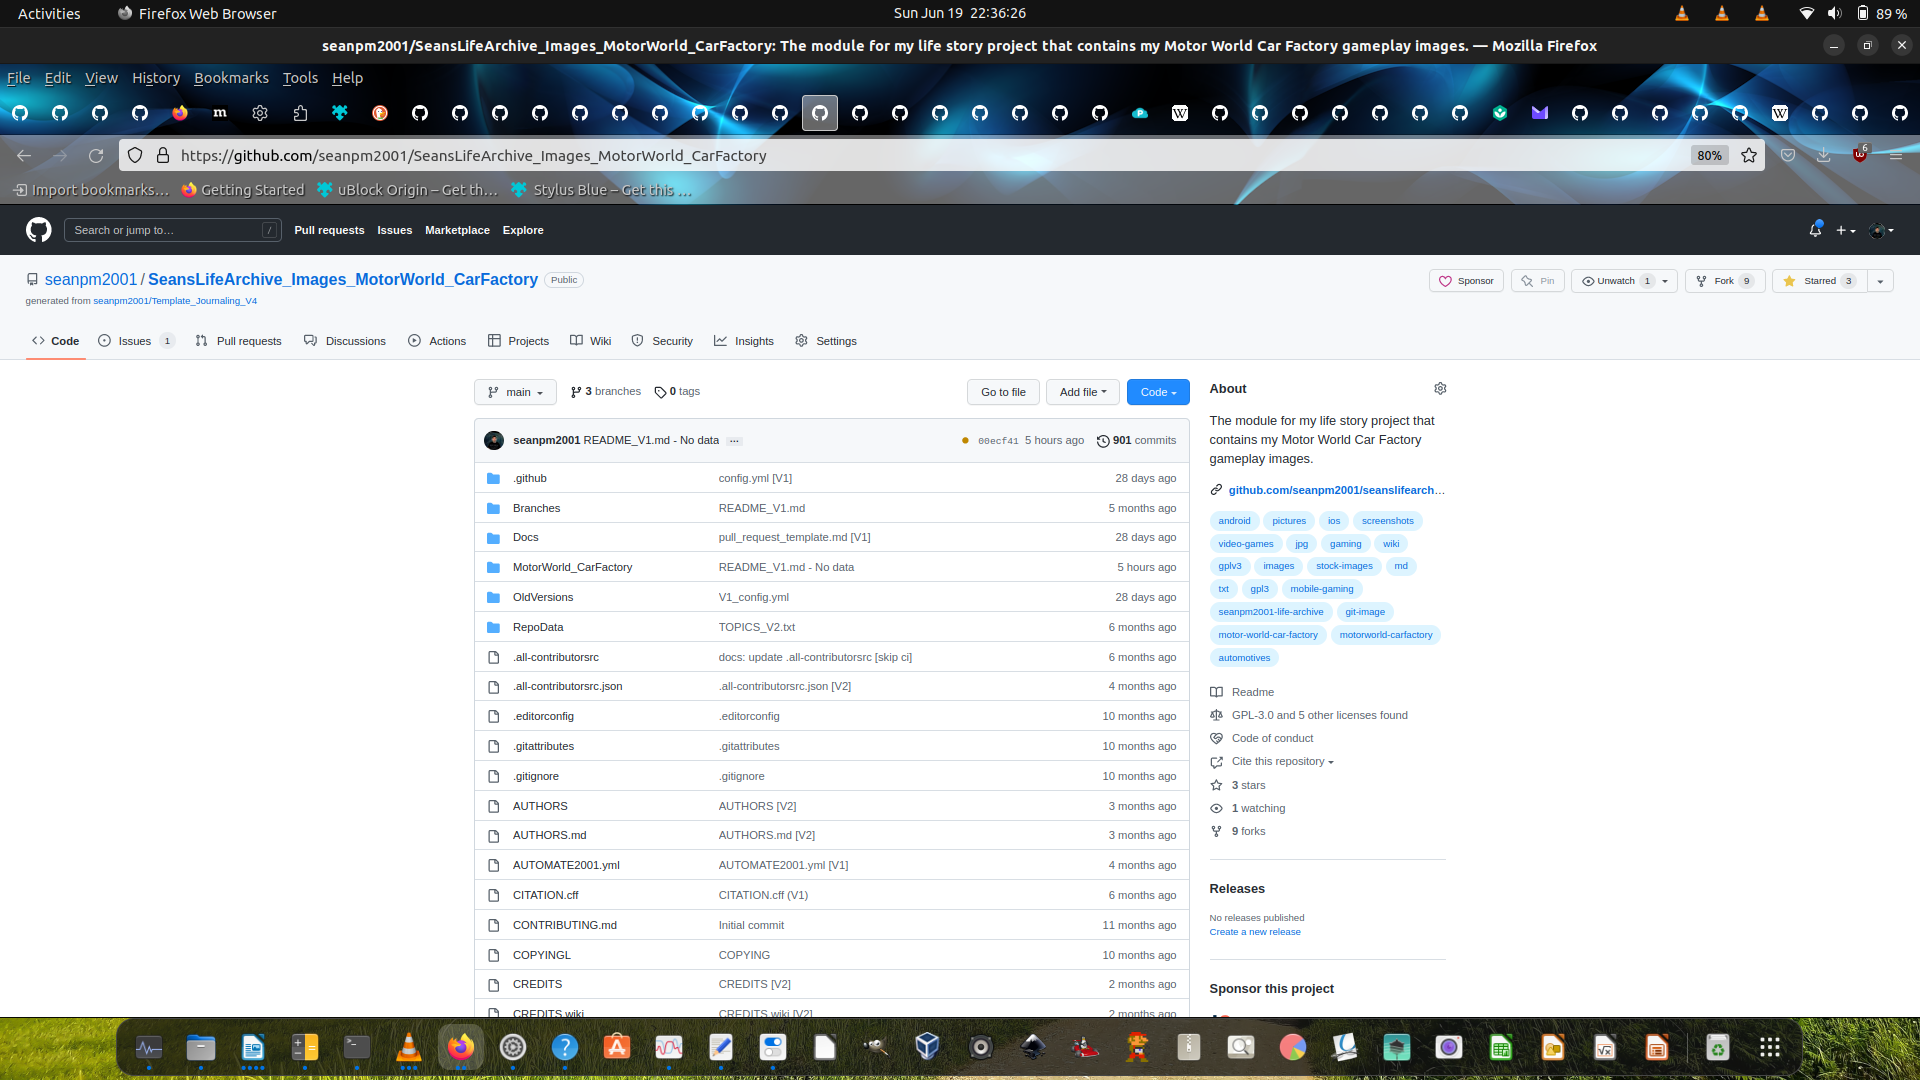 Activities
Firefox Web Browser
Sun Jun 19 22:36:26
89 %
seanpm2001/SeansLifeArchive_Images_MotorWorld_CarFactory: The module for my life story project that contains my Motor World Car Factory gameplay images. — Mozilla Firefox
File Edit View History Bookmarks Tools Help
https://github.com/seanpm2001/SeansLifeArchive_Images_MotorWorld_CarFactory
80%
6
Import bookmarks… Getting Started uBlock Origin – Get th… Stylus Blue – Get this …
Search or jump to… /
Pull requests Issues Marketplace Explore
seanpm2001 / SeansLifeArchive_Images_MotorWorld_CarFactory Public
generated from seanpm2001/Template_Journaling_V4
Sponsor Pin Unwatch 1 Fork 9 Starred 3
Code Issues 1 Pull requests Discussions Actions Projects Wiki Security Insights Settings
main 3 branches 0 tags Go to file Add file Code
seanpm2001 README_V1.md - No data ... 00ecf41 5 hours ago 901 commits
.github config.yml [V1] 28 days ago
Branches README_V1.md 5 months ago
Docs pull_request_template.md [V1] 28 days ago
MotorWorld_CarFactory README_V1.md - No data 5 hours ago
OldVersions V1_config.yml 28 days ago
RepoData TOPICS_V2.txt 6 months ago
.all-contributorsrc docs: update .all-contributorsrc [skip ci] 6 months ago
.all-contributorsrc.json .all-contributorsrc.json [V2] 4 months ago
.editorconfig .editorconfig 10 months ago
.gitattributes .gitattributes 10 months ago
.gitignore .gitignore 10 months ago
AUTHORS AUTHORS [V2] 3 months ago
AUTHORS.md AUTHORS.md [V2] 3 months ago
AUTOMATE2001.yml AUTOMATE2001.yml [V1] 4 months ago
CITATION.cff CITATION.cff (V1) 6 months ago
CONTRIBUTING.md Initial commit 11 months ago
COPYINGL COPYING 10 months ago
CREDITS CREDITS [V2] 2 months ago
CREDITS.wiki CREDITS.wiki [V2] 2 months ago
About
The module for my life story project that
contains my Motor World Car Factory
gameplay images.
github.com/seanpm2001/seanslifearch…
android pictures ios screenshots
video-games jpg gaming wiki
gplv3 images stock-images md
txt gpl3 mobile-gaming
seanpm2001-life-archive git-image
motor-world-car-factory motorworld-carfactory
automotives
Readme
GPL-3.0 and 5 other licenses found
Code of conduct
Cite this repository
3 stars
1 watching
9 forks
Releases
No releases published
Create a new release
Sponsor this project